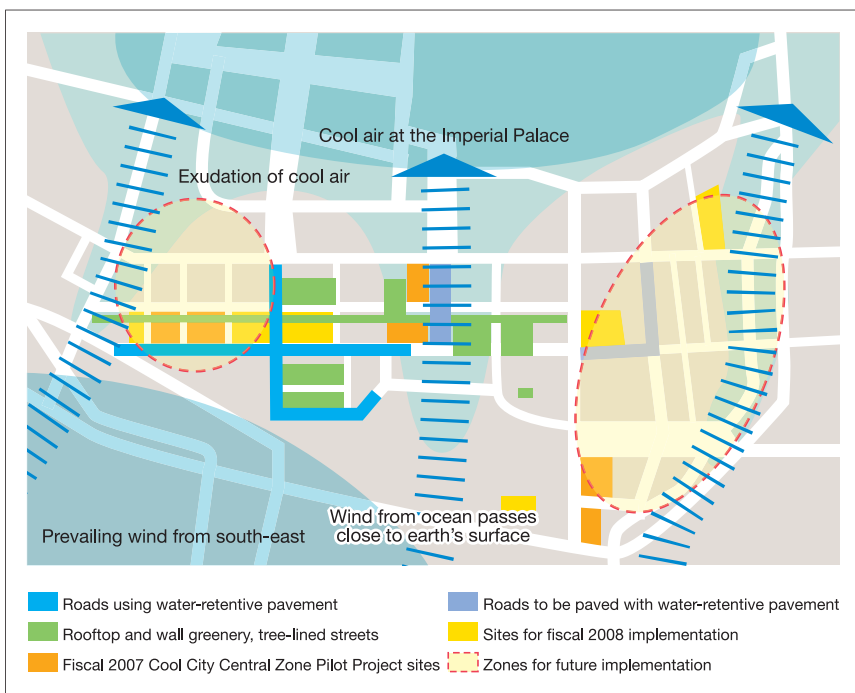 Cool air at the Imperial Palace
Exudation of cool air
Prevailing wind from south-east
Wind from ocean passes
close to earth's surface
Roads using water-retentive pavement
Rooftop and wall greenery, tree-lined streets
Fiscal 2007 Cool City Central Zone Pilot Project sites
Roads to be paved with water-retentive pavement
Sites for fiscal 2008 implementation
Zones for future implementation